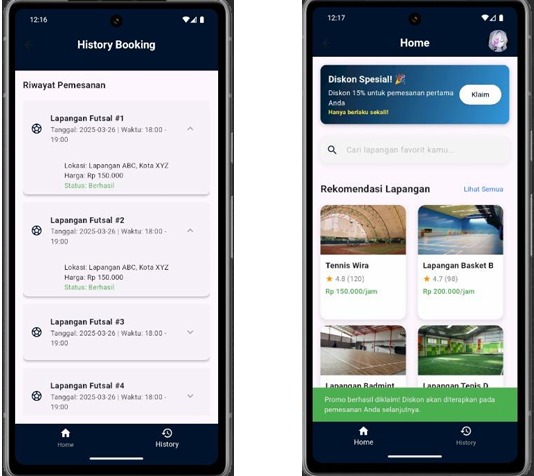 12:16
History Booking
Riwayat Pemesanan
Lapangan Futsal #1
Tanggal: 2025-03-26 | Waktu: 18:00 -
19:00
Lokasi: Lapangan ABC, Kota XYZ
Harga: Rp 150.000
Status: Berhasil
Lapangan Futsal #2
Tanggal: 2025-03-26 | Waktu: 18:00 -
19:00
Lokasi: Lapangan ABC, Kota XYZ
Harga: Rp 150.000
Status: Berhasil
Lapangan Futsal #3
Tanggal: 2025-03-26 | Waktu: 18:00 -
19:00
Lapangan Futsal #4
Tanggal: 2025-03-26 | Waktu: 18:00 -
19:00
Home
History
12:17
Home
Diskon Spesial! 🎉
Diskon 15% untuk pemesanan pertama
Anda
Hanya berlaku sekali!
Klaim
Cari lapangan favorit kamu...
Rekomendasi Lapangan
Lihat Semua
Tennis Wira
4.8 (120)
Rp 150.000/jam
Lapangan Basket B
4.7 (98)
Rp 200.000/jam
Lapangan Badmint
Lapangan Tenis D
Promo berhasil diklaim! Diskon akan diterapkan pada
pemesanan Anda selanjutnya.
Home
History